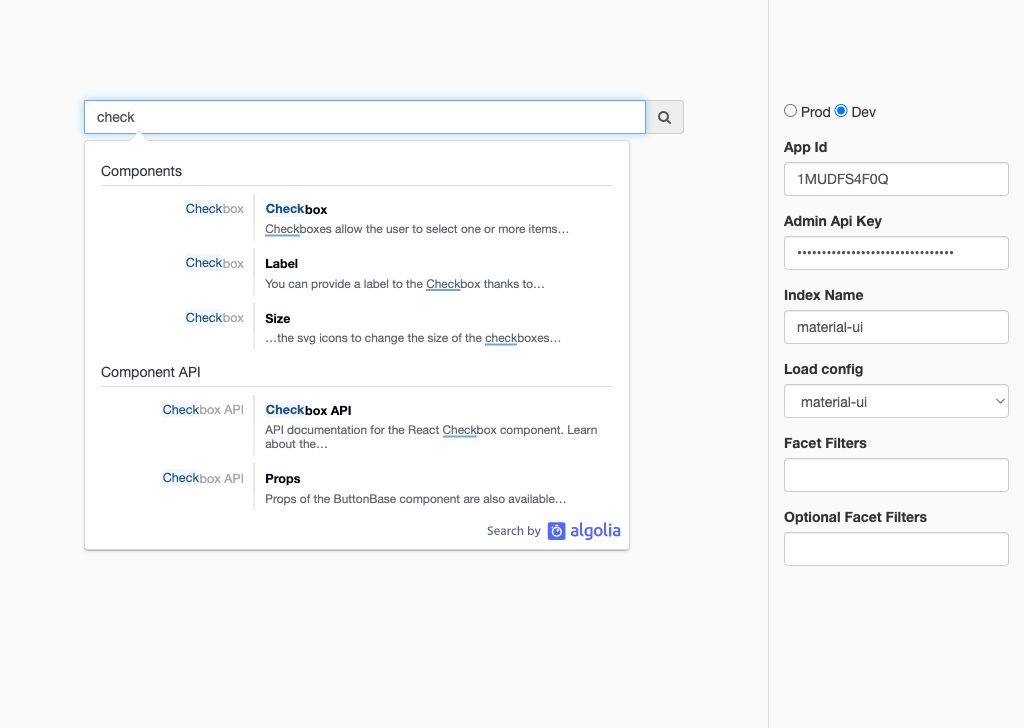 check
Components
Checkbox
Checkbox
Checkboxes allow the user to select one or more items…
Checkbox
Label
You can provide a label to the Checkbox thanks to…
Checkbox
Size
…the svg icons to change the size of the checkboxes…
Component API
Checkbox API
Checkbox API
API documentation for the React Checkbox component. Learn
about the…
Checkbox API
Props
Props of the ButtonBase component are also available…
Search by algolia
Prod Dev
App Id
1MUDFS4F0Q
Admin Api Key
Index Name
material-ui
Load config
material-ui
Facet Filters
Optional Facet Filters